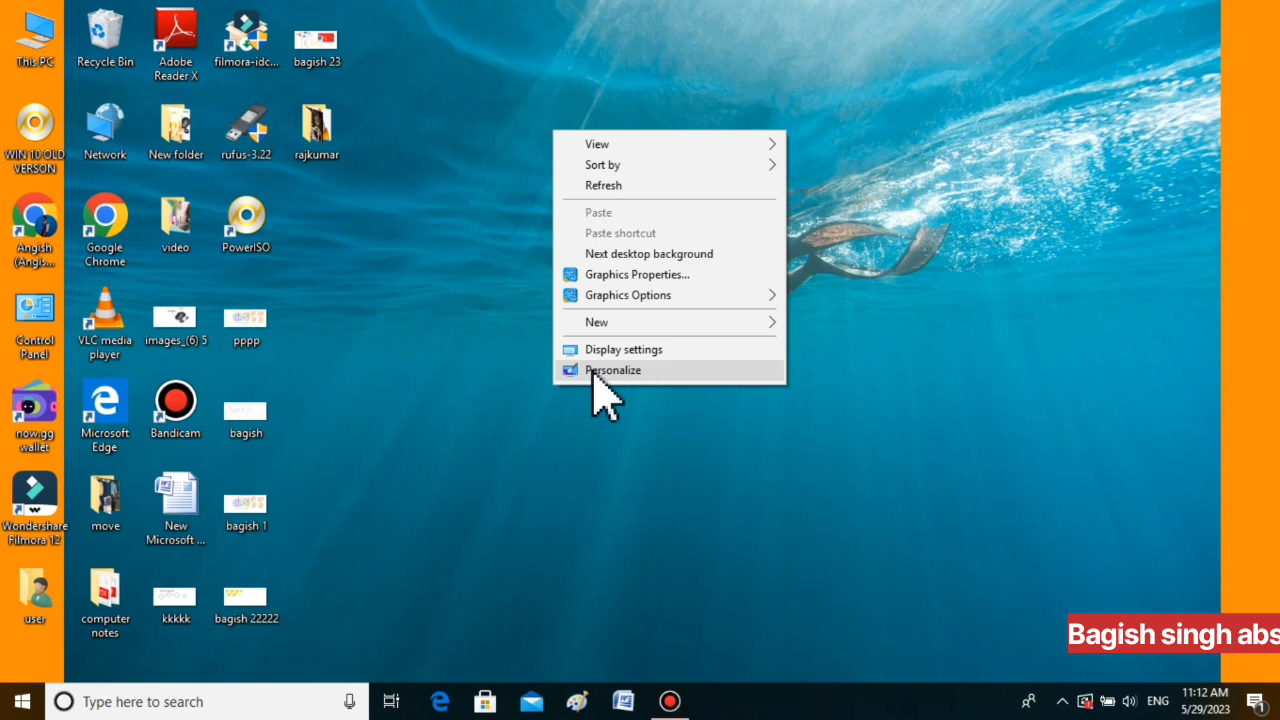 This PC
Recycle Bin
Adobe
Reader X
filmora-idc...
bagish 23
WIN 10 OLD
VERSON
Network
New folder
rufus-3.22
rajkumar
Angish
(Angis...
Google
Chrome
video
PowerISO
Control
Panel
VLC media
player
images_(6) 5
pppp
now.gg
wallet
Microsoft
Edge
Bandicam
bagish
Wondershare
Filmora 12
move
New
Microsoft ...
bagish 1
user
computer
notes
kkkkk
bagish 22222
View
Sort by
Refresh
Paste
Paste shortcut
Next desktop background
Graphics Properties...
Graphics Options
New
Display settings
Personalize
Bagish singh abs
Type here to search
ENG
11:12 AM
5/29/2023
1